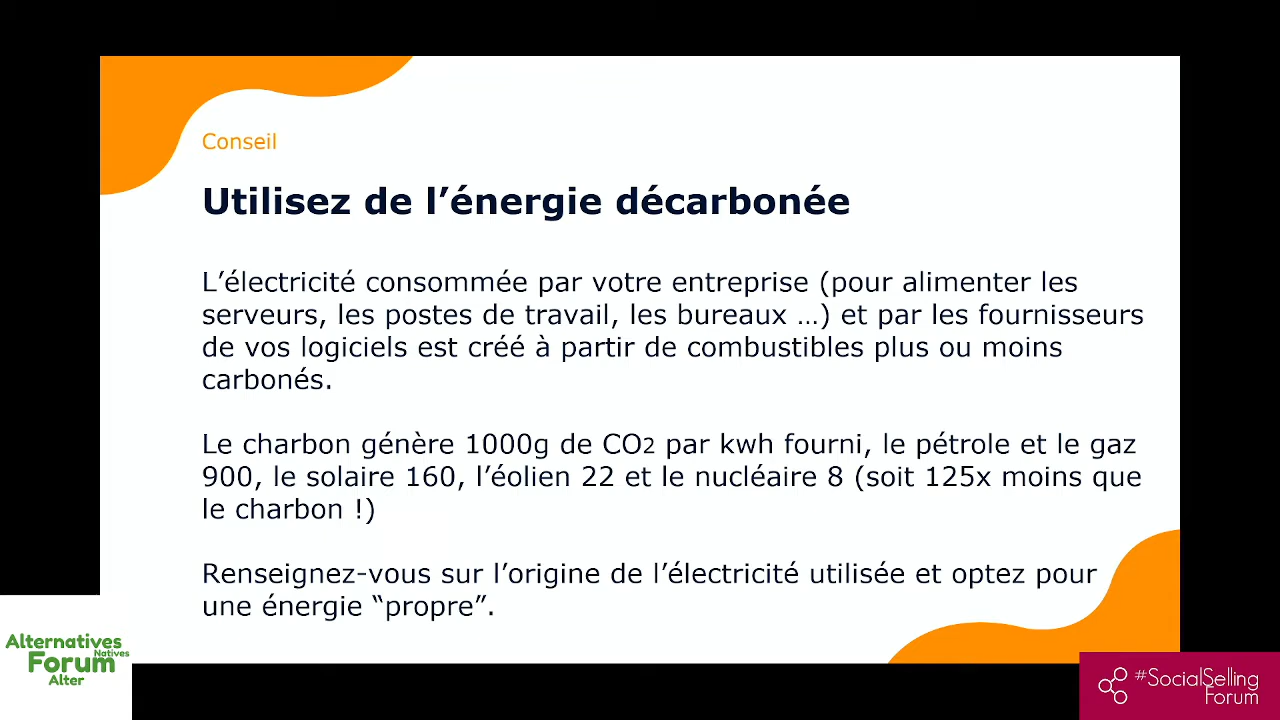 Conseil
Utilisez de l’énergie décarbonée
L’électricité consommée par votre entreprise (pour alimenter les
serveurs, les postes de travail, les bureaux …) et par les fournisseurs
de vos logiciels est créé à partir de combustibles plus ou moins
carbonés.
Le charbon génère 1000g de CO2 par kwh fourni, le pétrole et le gaz
900, le solaire 160, l’éolien 22 et le nucléaire 8 (soit 125x moins que
le charbon !)
Renseignez-vous sur l’origine de l’électricité utilisée et optez pour
une énergie “propre”.
Alternatives
Natives
Forum
Alter
#SocialSelling
Forum